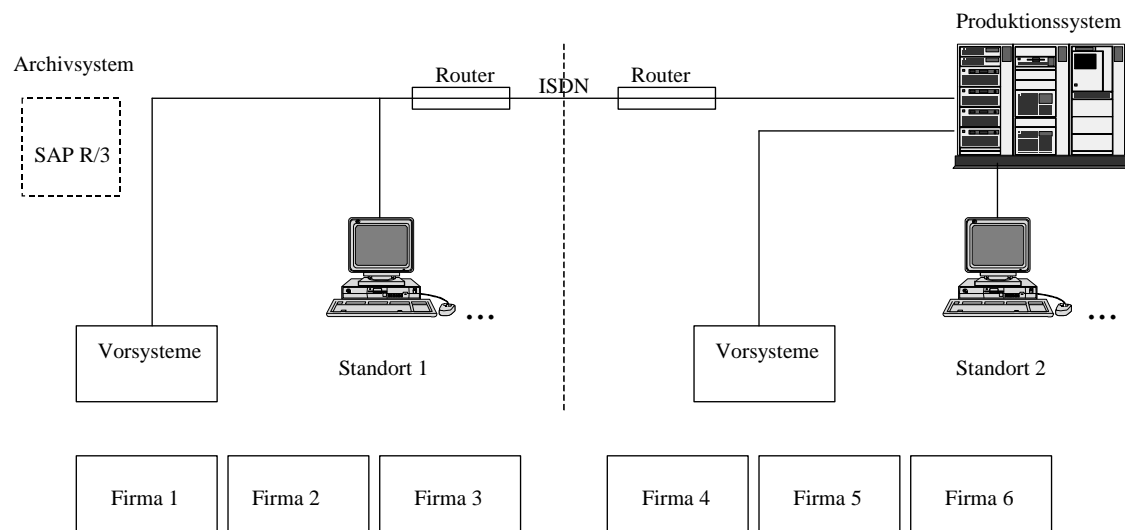 Produktionssystem
Archivsystem
Router
ISDN
Router
SAP R/3
...
...
Vorsysteme
Standort 1
Vorsysteme
Standort 2
Firma 1
Firma 2
Firma 3
Firma 4
Firma 5
Firma 6